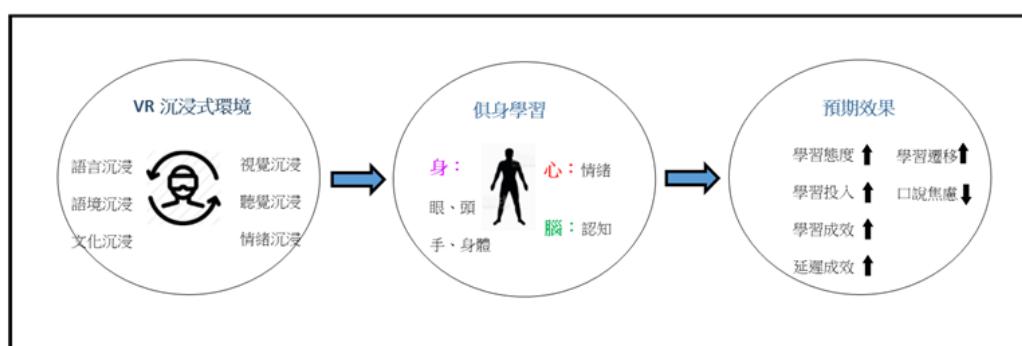 VR 沉浸式環境
語言沉浸
語境沉浸
文化沉浸
視覺沉浸
聽覺沉浸
情緒沉浸
俱身學習
身：
眼、頭
手、身體
心：情緒
腦：認知
預期效果
學習態度
學習投入
學習成效
延遲成效
學習遷移
口說焦慮